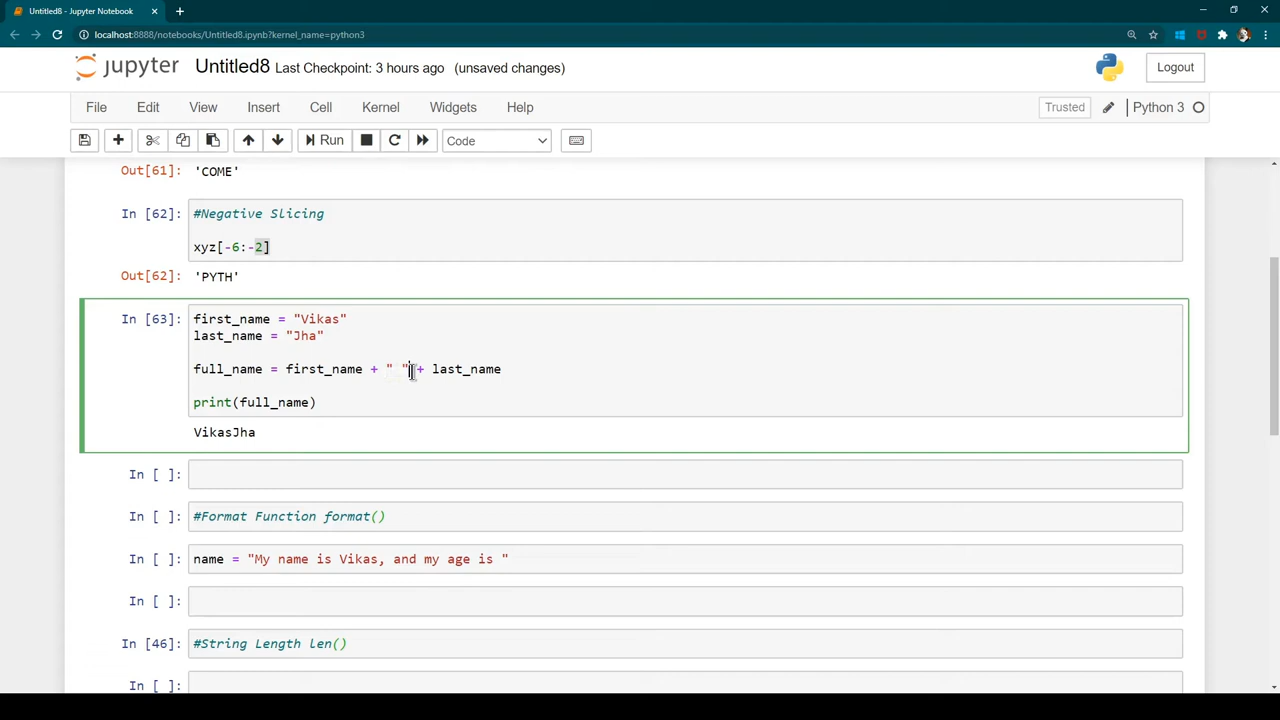 Untitled8 - Jupyter Notebook
localhost:8888/notebooks/Untitled8.ipynb?kernel_name=python3
jupyter Untitled8 Last Checkpoint: 3 hours ago (unsaved changes) Logout
File Edit View Insert Cell Kernel Widgets Help Trusted Python 3
Run Code
Out[61]: 'COME'
In [62]: #Negative Slicing
xyz[-6:-2]
Out[62]: 'PYTH'
In [63]: first_name = "Vikas"
last_name = "Jha"
full_name = first_name + " "+ last_name
print(full_name)
VikasJha
In [ ]:
In [ ]: #Format Function format()
In [ ]: name = "My name is Vikas, and my age is "
In [ ]:
In [46]: #String Length len()
In [ ]: